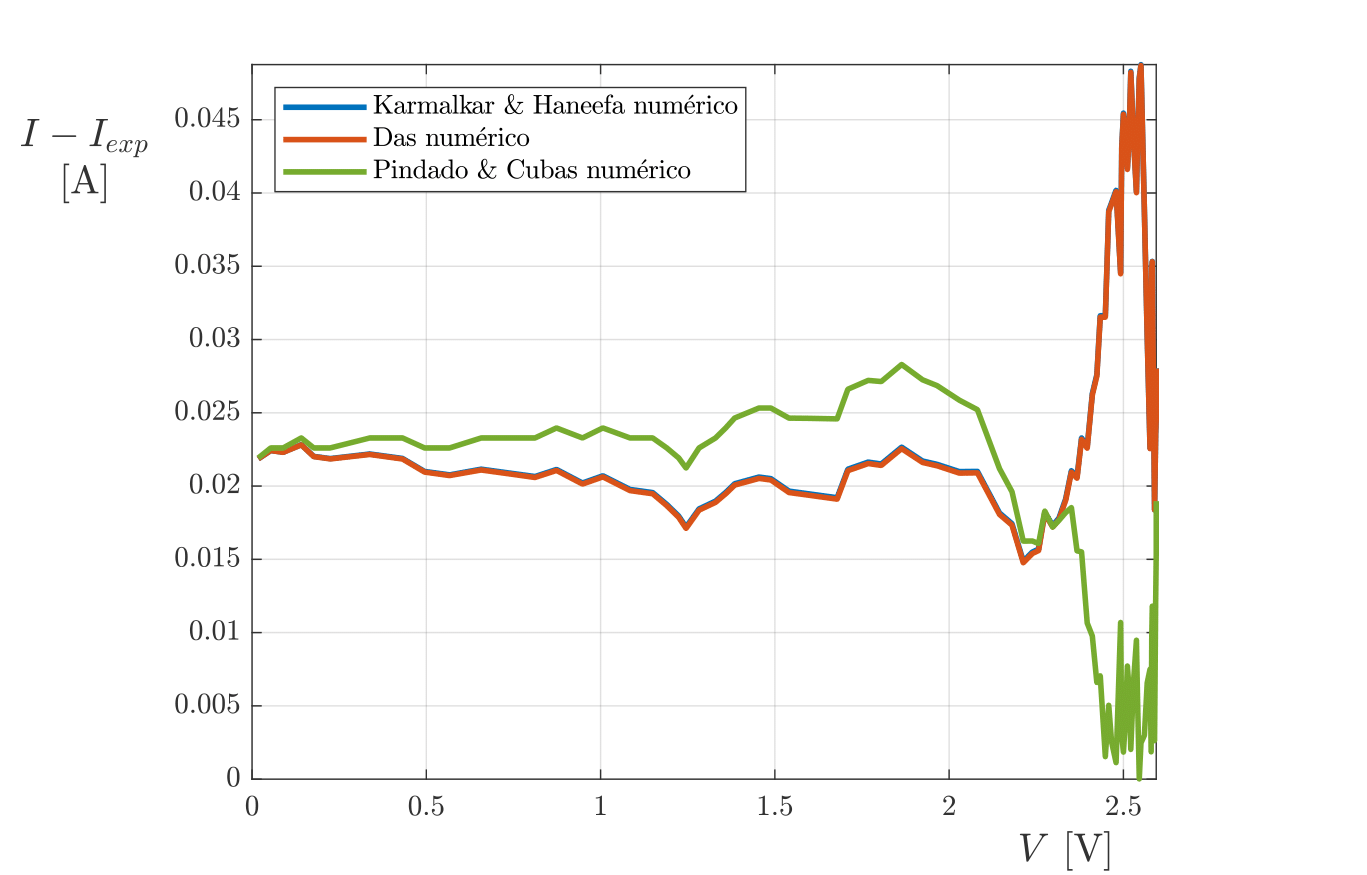 I − I_exp
[A]
Karmalkar & Haneefa numérico
Das numérico
Pindado & Cubas numérico
0.045
0.04
0.035
0.03
0.025
0.02
0.015
0.01
0.005
0
0 0.5 1 1.5 2 2.5
V [V]